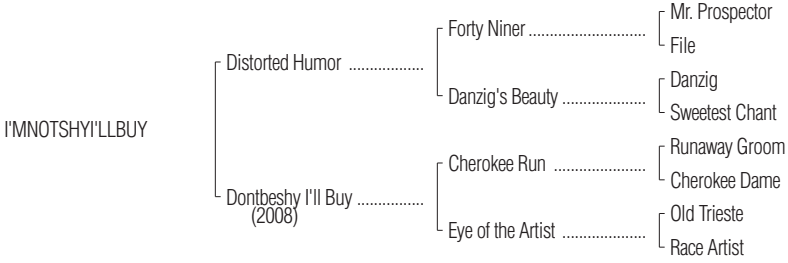 Mr. Prospector
Forty Niner ............................
File
Distorted Humor ..................
Danzig
Danzig's Beauty ....................
Sweetest Chant
I'MNOTSHYI'LLBUY
Runaway Groom
Cherokee Run ......................
Cherokee Dame
Dontbeshy I'll Buy ................
(2008)
Old Trieste
Eye of the Artist ....................
Race Artist